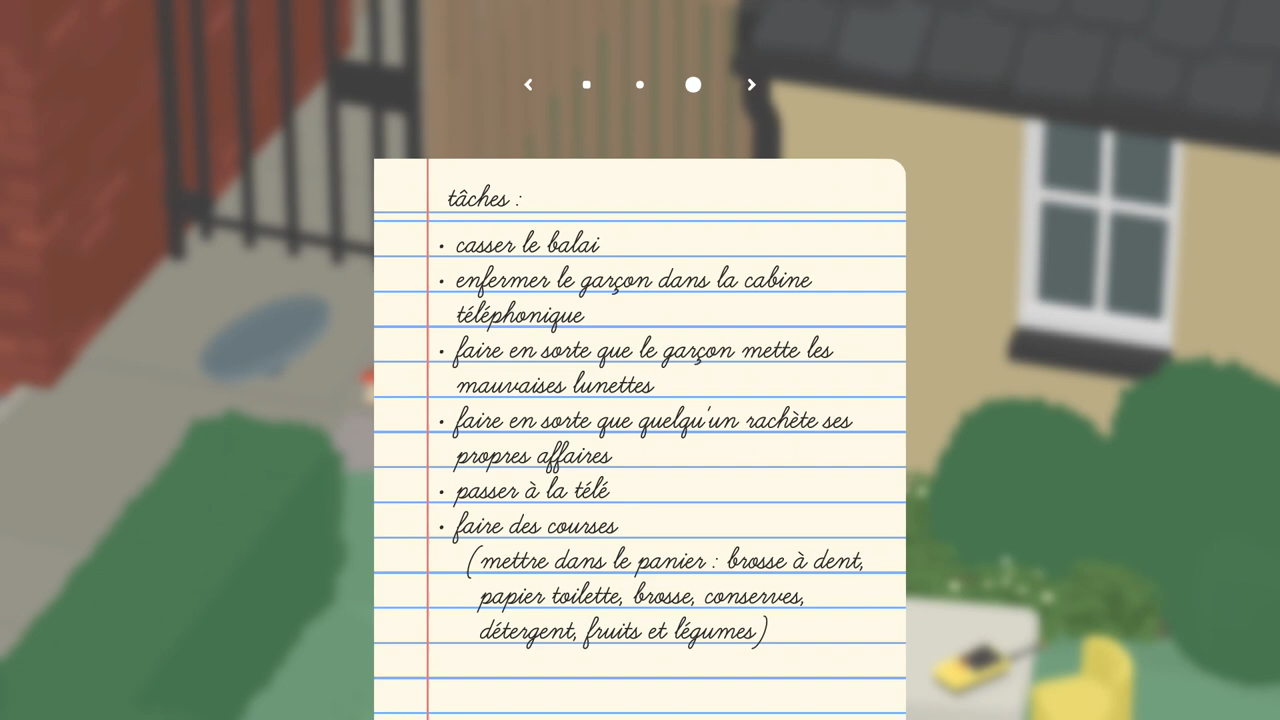 tâches :
• casser le balai
• enfermer le garçon dans la cabine
téléphonique
• faire en sorte que le garçon mette les
mauvaises lunettes
• faire en sorte que quelqu'un rachète ses
propres affaires
• passer à la télé
• faire des courses
(mettre dans le panier : brosse à dent,
papier toilette, brosse, conserves,
détergent, fruits et légumes)